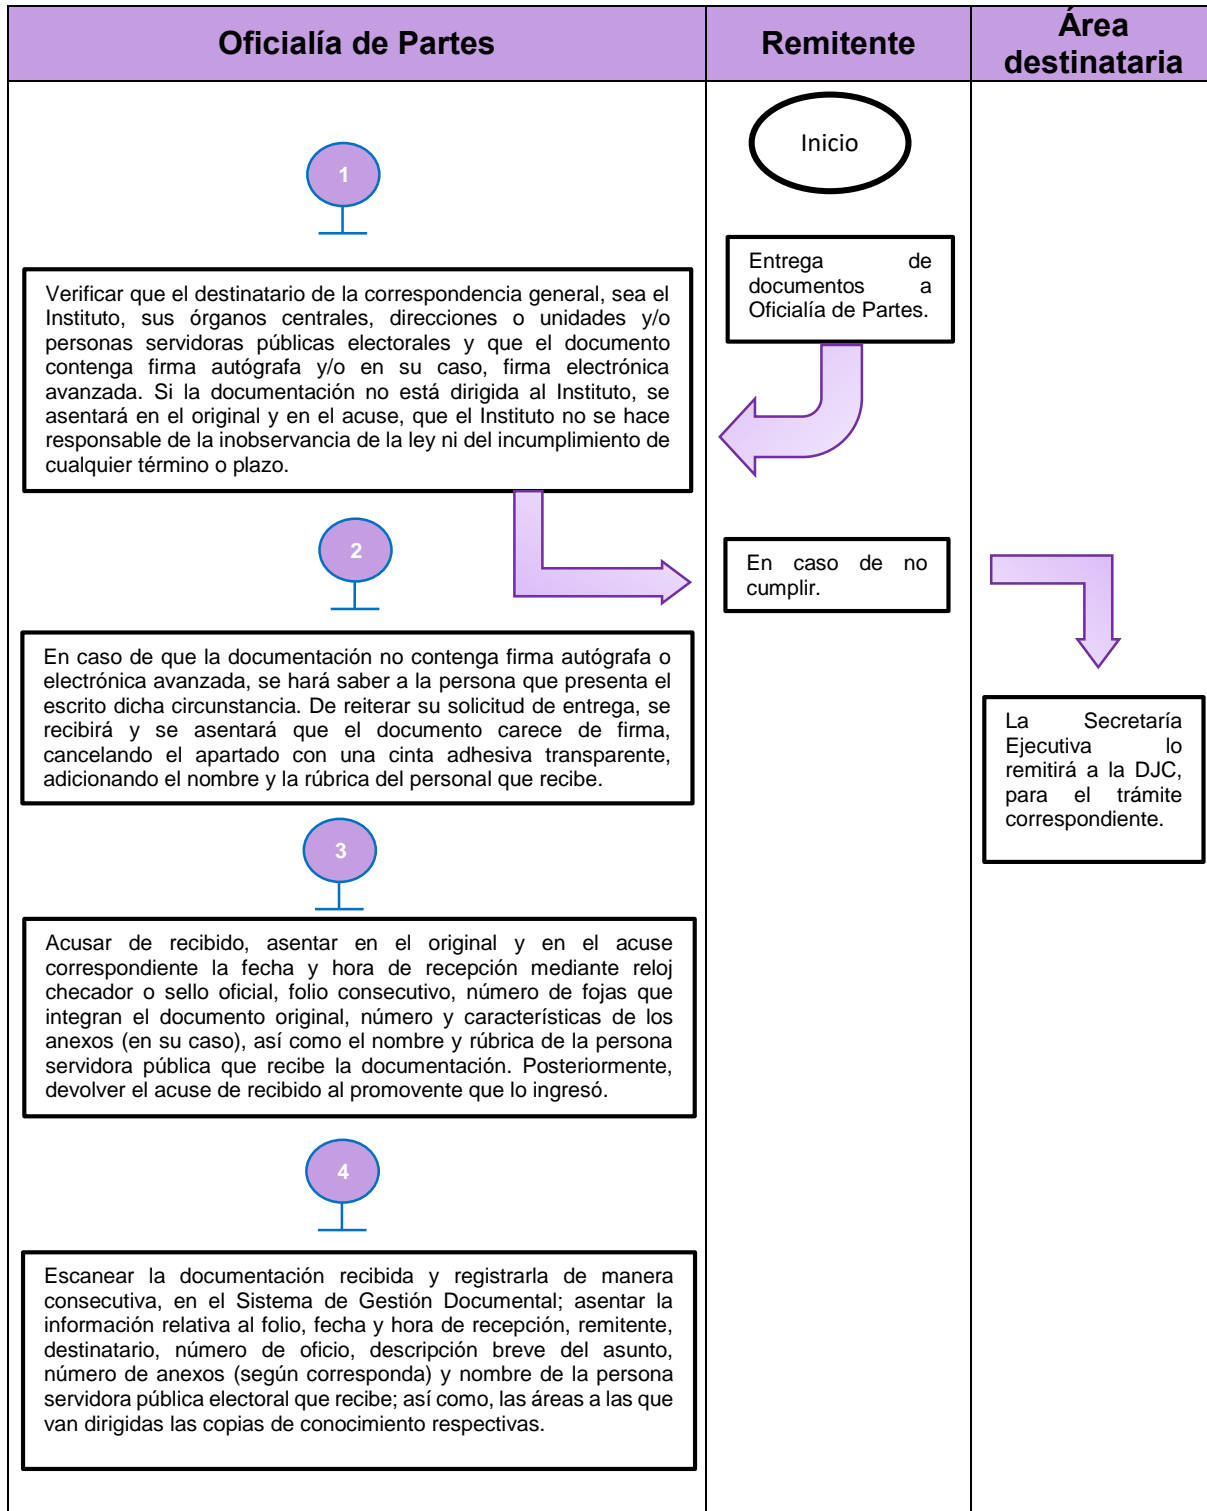 Oficialía de Partes
Remitente
Área
destinataria
Inicio
Entrega de
documentos a
Oficialía de Partes.
1
Verificar que el destinatario de la correspondencia general, sea el
Instituto, sus órganos centrales, direcciones o unidades y/o
personas servidoras públicas electorales y que el documento
contenga firma autógrafa y/o en su caso, firma electrónica
avanzada. Si la documentación no está dirigida al Instituto, se
asentará en el original y en el acuse, que el Instituto no se hace
responsable de la inobservancia de la ley ni del incumplimiento de
cualquier término o plazo.
En caso de no
cumplir.
La Secretaría
Ejecutiva lo
remitirá a la DJC,
para el trámite
correspondiente.
2
En caso de que la documentación no contenga firma autógrafa o
electrónica avanzada, se hará saber a la persona que presenta el
escrito dicha circunstancia. De reiterar su solicitud de entrega, se
recibirá y se asentará que el documento carece de firma,
cancelando el apartado con una cinta adhesiva transparente,
adicionando el nombre y la rúbrica del personal que recibe.
3
Acusar de recibido, asentar en el original y en el acuse
correspondiente la fecha y hora de recepción mediante reloj
checador o sello oficial, folio consecutivo, número de fojas que
integran el documento original, número y características de los
anexos (en su caso), así como el nombre y rúbrica de la persona
servidora pública que recibe la documentación. Posteriormente,
devolver el acuse de recibido al promovente que lo ingresó.
4
Escanear la documentación recibida y registrarla de manera
consecutiva, en el Sistema de Gestión Documental; asentar la
información relativa al folio, fecha y hora de recepción, remitente,
destinatario, número de oficio, descripción breve del asunto,
número de anexos (según corresponda) y nombre de la persona
servidora pública electoral que recibe; así como, las áreas a las que
van dirigidas las copias de conocimiento respectivas.